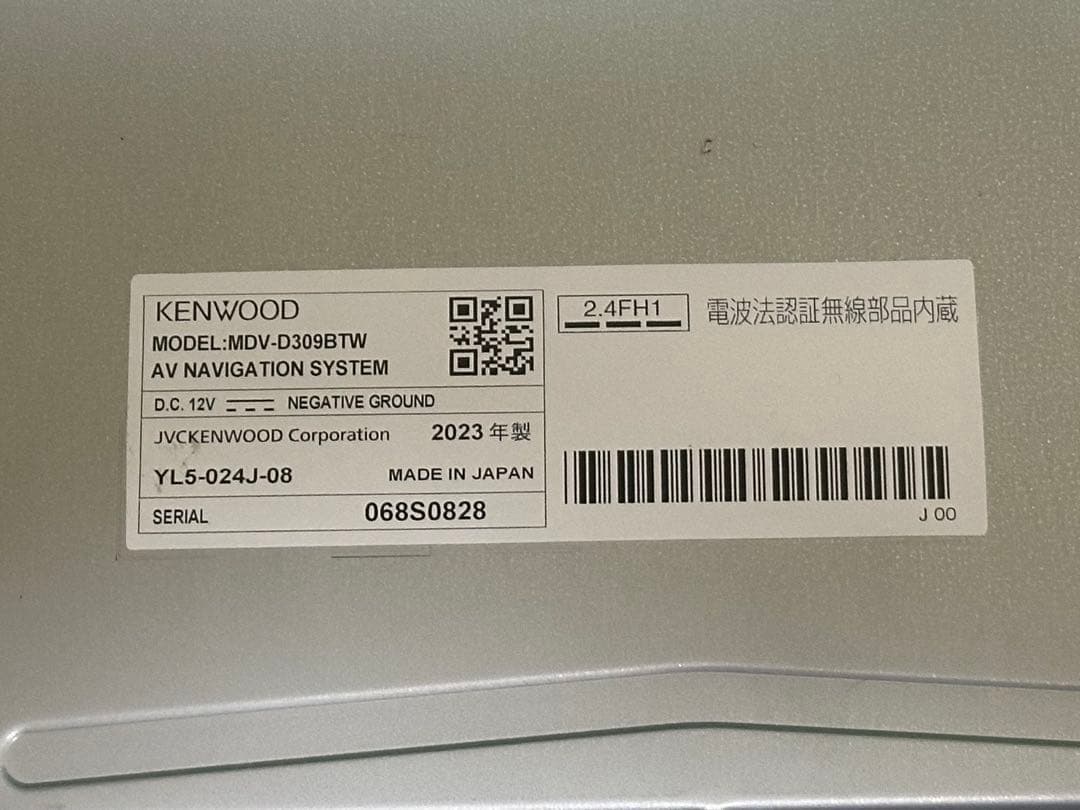 KENWOOD
MODEL:MDV-D309BTW
AV NAVIGATION SYSTEM
D.C. 12V NEGATIVE GROUND
JVCKENWOOD Corporation 2023 年製
YL5-024J-08 MADE IN JAPAN
SERIAL 068S0828
2.4FH1 電波法認証無線部品内蔵
J 00